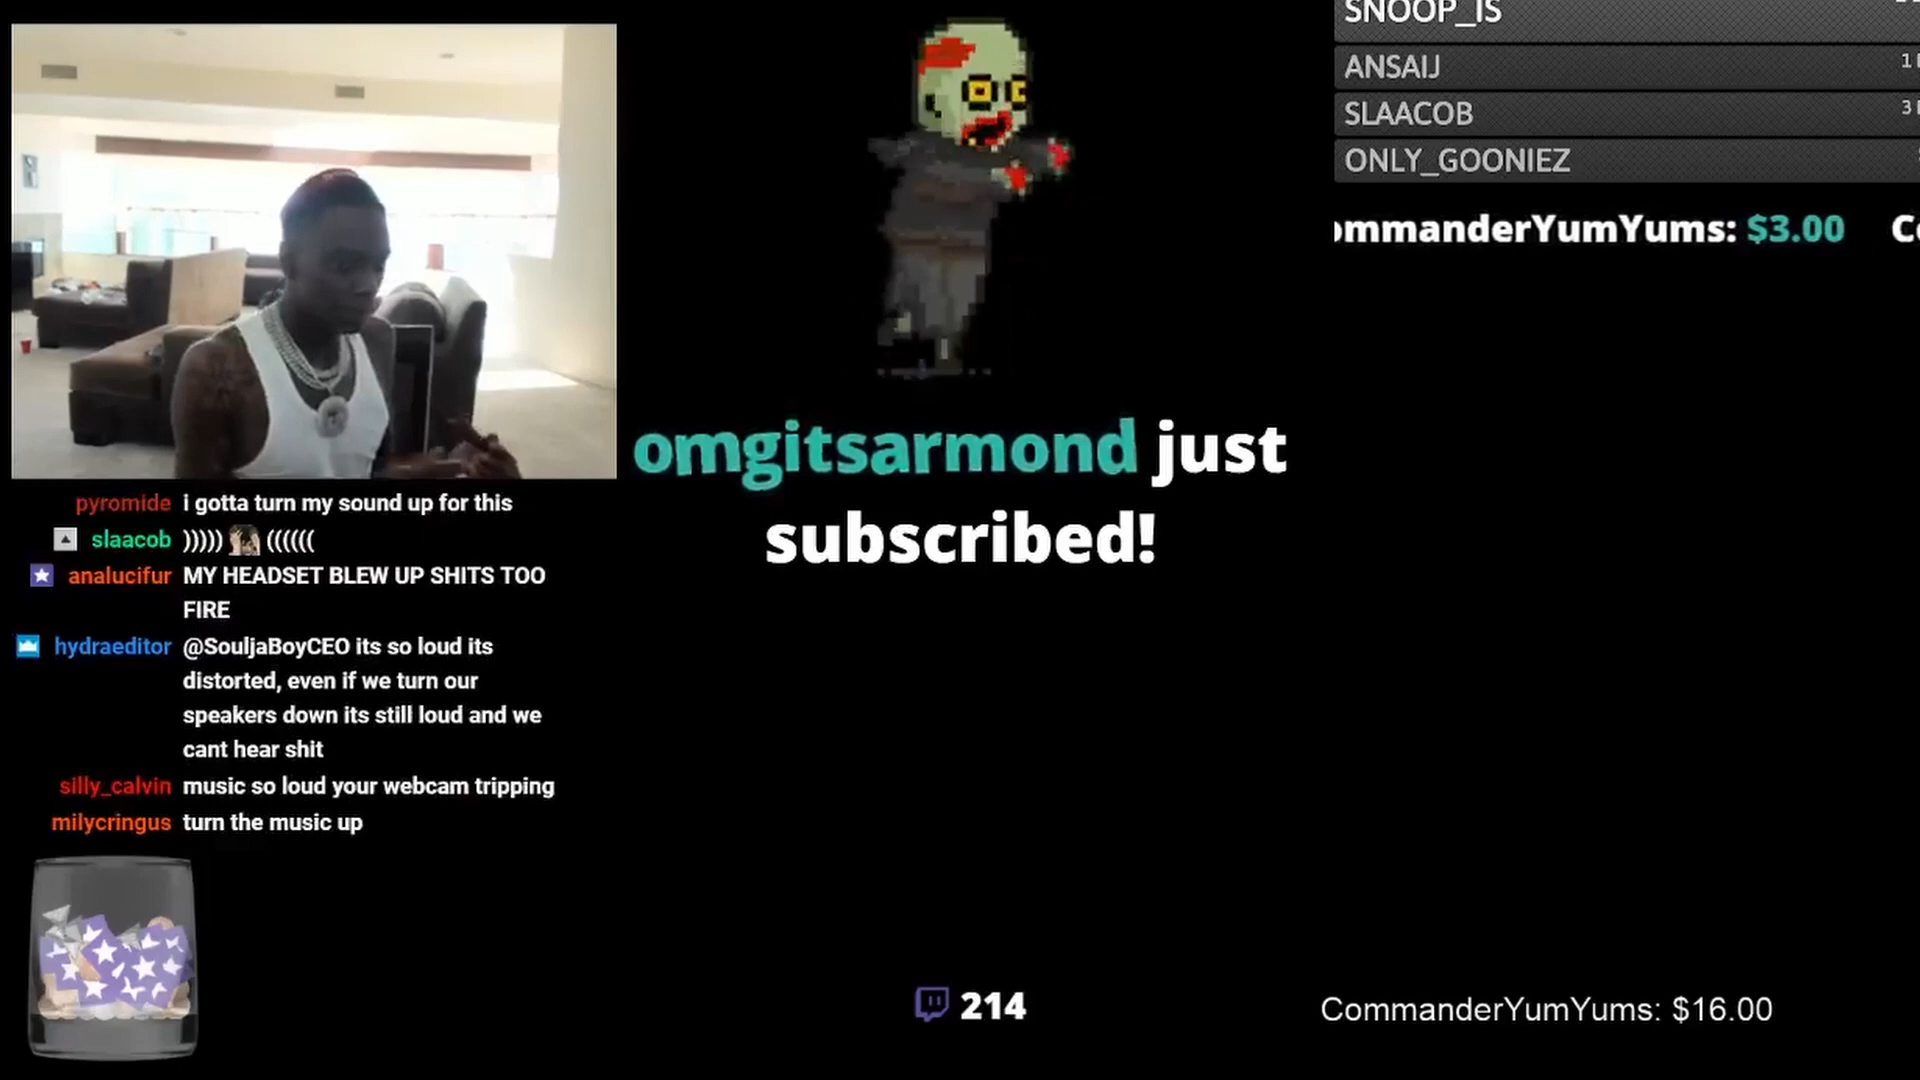 SNOOP_IS
ANSAIJ
SLAACOB
ONLY_GOONIEZ
ommanderYumYums: $3.00
omgitsarmond just
subscribed!
pyromide i gotta turn my sound up for this
slaacob ))))) ((((((
analucifur MY HEADSET BLEW UP SHITS TOO
FIRE
hydraeditor @SouljaBoyCEO its so loud its
distorted, even if we turn our
speakers down its still loud and we
cant hear shit
silly_calvin music so loud your webcam tripping
milycringus turn the music up
214
CommanderYumYums: $16.00